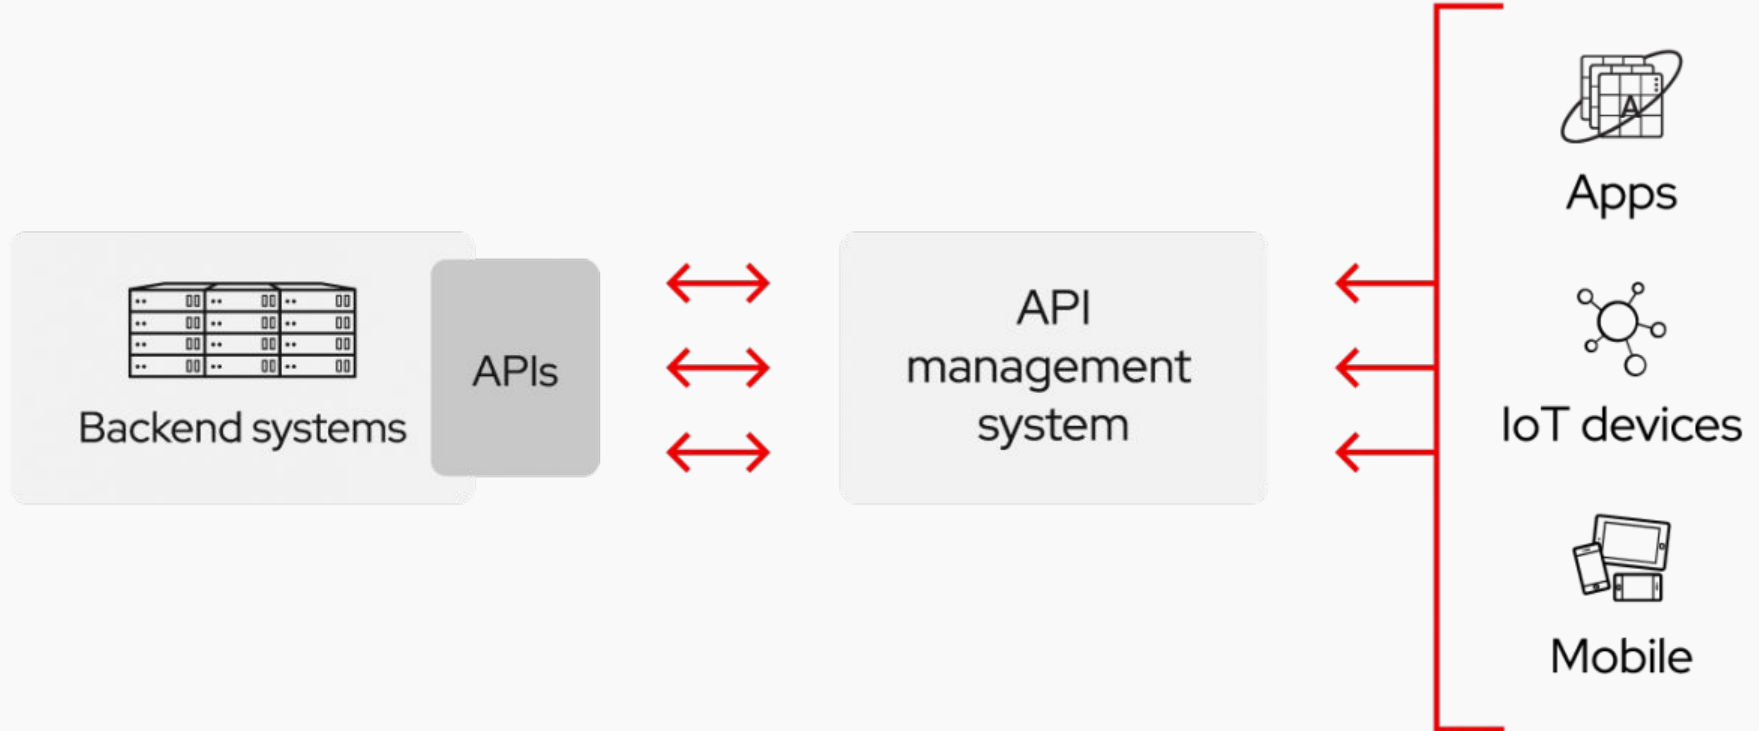 Backend systems
APIs
API
management
system
A
Apps
IoT devices
Mobile